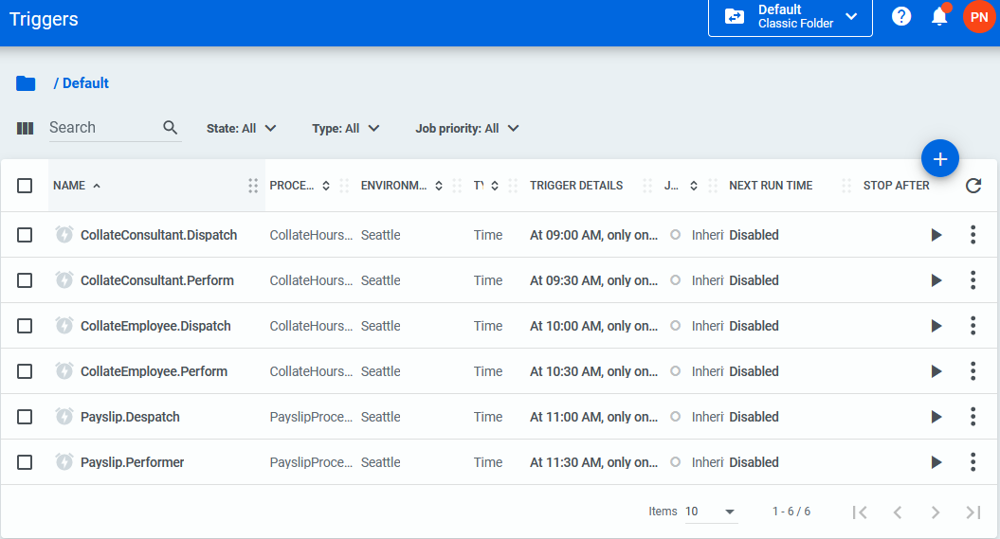 Triggers
Default
Classic Folder
?
PN
/ Default
Search
State: All
Type: All
Job priority: All
+
NAME PROCE... ENVIRONM... TY TRIGGER DETAILS J... NEXT RUN TIME STOP AFTER
CollateConsultant.Dispatch CollateHours... Seattle Time At 09:00 AM, only on... Inheri Disabled
CollateConsultant.Perform CollateHours... Seattle Time At 09:30 AM, only on... Inheri Disabled
CollateEmployee.Dispatch CollateHours... Seattle Time At 10:00 AM, only on... Inheri Disabled
CollateEmployee.Perform CollateHours... Seattle Time At 10:30 AM, only on... Inheri Disabled
Payslip.Despatch PayslipProce... Seattle Time At 11:00 AM, only on... Inheri Disabled
Payslip.Performer PayslipProce... Seattle Time At 11:30 AM, only on... Inheri Disabled
Items 10 1 - 6 / 6